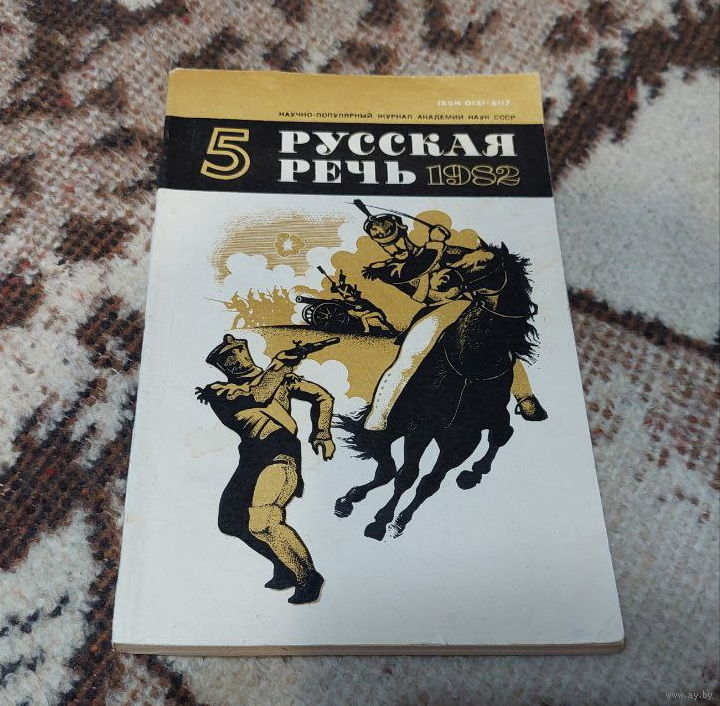 ISSN 0131-6117
НАУЧНО-ПОПУЛЯРНЫЙ ЖУРНАЛ АКАДЕМИИ НАУК СССР
5 РУССКАЯ
РЕЧЬ 1982
www.ay.by